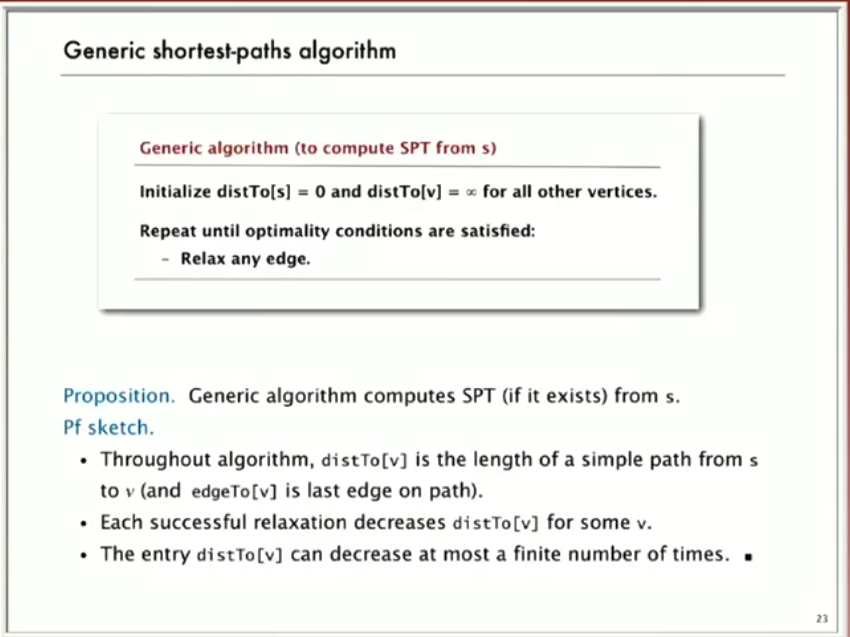 Generic shortest-paths algorithm
Generic algorithm (to compute SPT from s)
Initialize distTo[s] = 0 and distTo[v] = ∞ for all other vertices.
Repeat until optimality conditions are satisfied:
– Relax any edge.
Proposition. Generic algorithm computes SPT (if it exists) from s.
Pf sketch.
• Throughout algorithm, distTo[v] is the length of a simple path from s
to v (and edgeTo[v] is last edge on path).
• Each successful relaxation decreases distTo[v] for some v.
• The entry distTo[v] can decrease at most a finite number of times. ▪
23